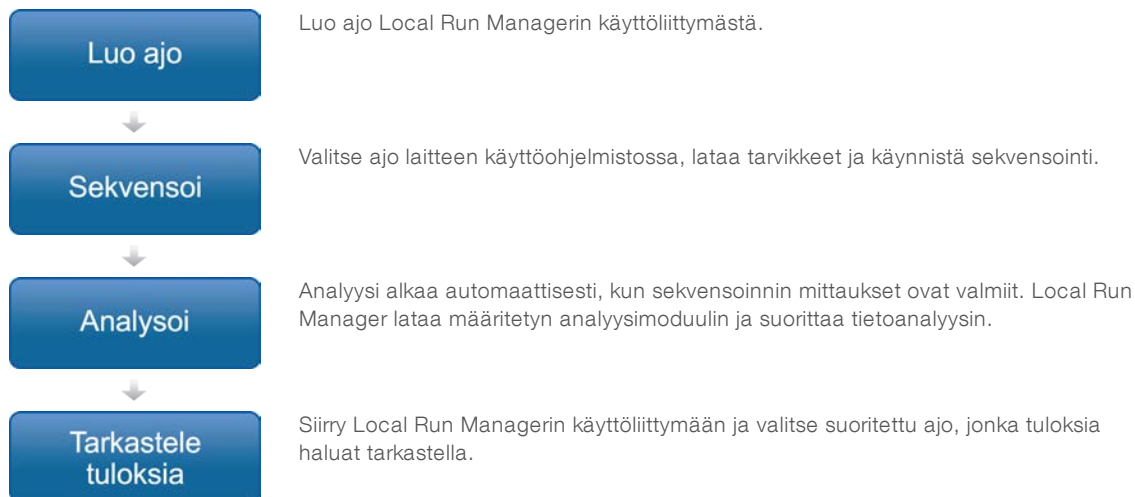 Luo ajo
Luo ajo Local Run Managerin käyttöliittymästä.
Sekvensoi
Valitse ajo laitteen käyttöohjelmistossa, lataa tarvikkeet ja käynnistä sekvensointi.
Analysoi
Analyysi alkaa automaattisesti, kun sekvensoinnin mittaukset ovat valmiit. Local Run
Manager lataa määritetyn analyysimoduulin ja suorittaa tietoanalyysin.
Tarkastele
tuloksia
Siirry Local Run Managerin käyttöliittymään ja valitse suoritettu ajo, jonka tuloksia
haluat tarkastella.